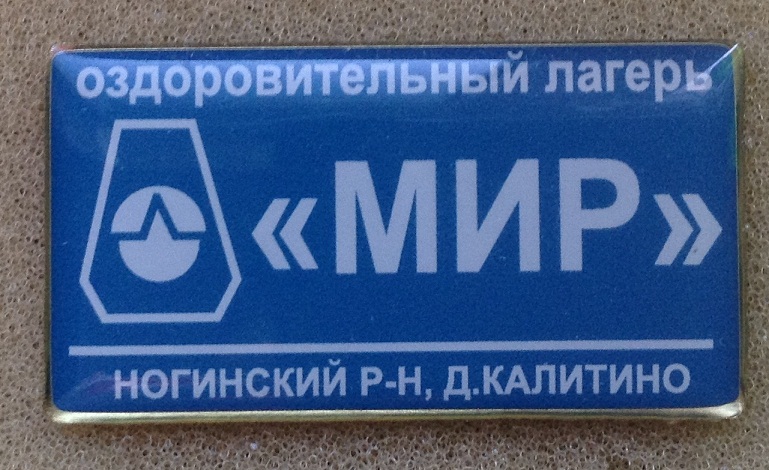 оздоровительный лагерь
«МИР»
НОГИНСКИЙ Р-Н, Д.КАЛИТИНО